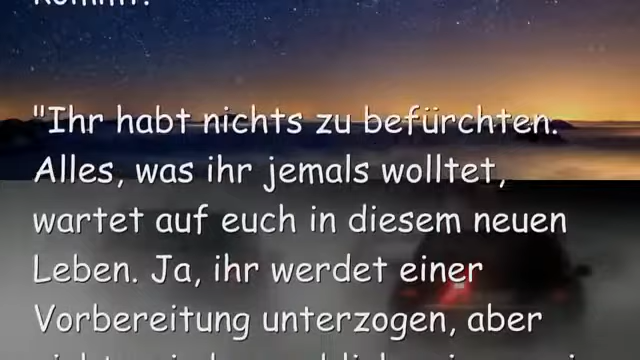 kommt?
"Ihr habt nichts zu befürchten.
Alles, was ihr jemals wolltet,
wartet auf euch in diesem neuen
Leben. Ja, ihr werdet einer
Vorbereitung unterzogen, aber